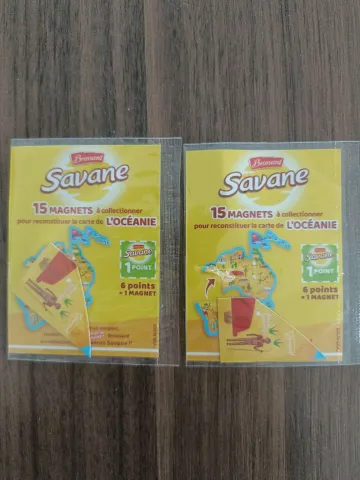 Brossard
Savane
15 MAGNETS à collectionner
pour reconstituer la carte de L'OCÉANIE
Savane
1 POINT
6 points
= 1 MAGNET
Brossard
Savane
15 MAGNETS à collectionner
pour reconstituer la carte de L'OCÉANIE
Savane
1 POINT
6 points
= 1 MAGNET